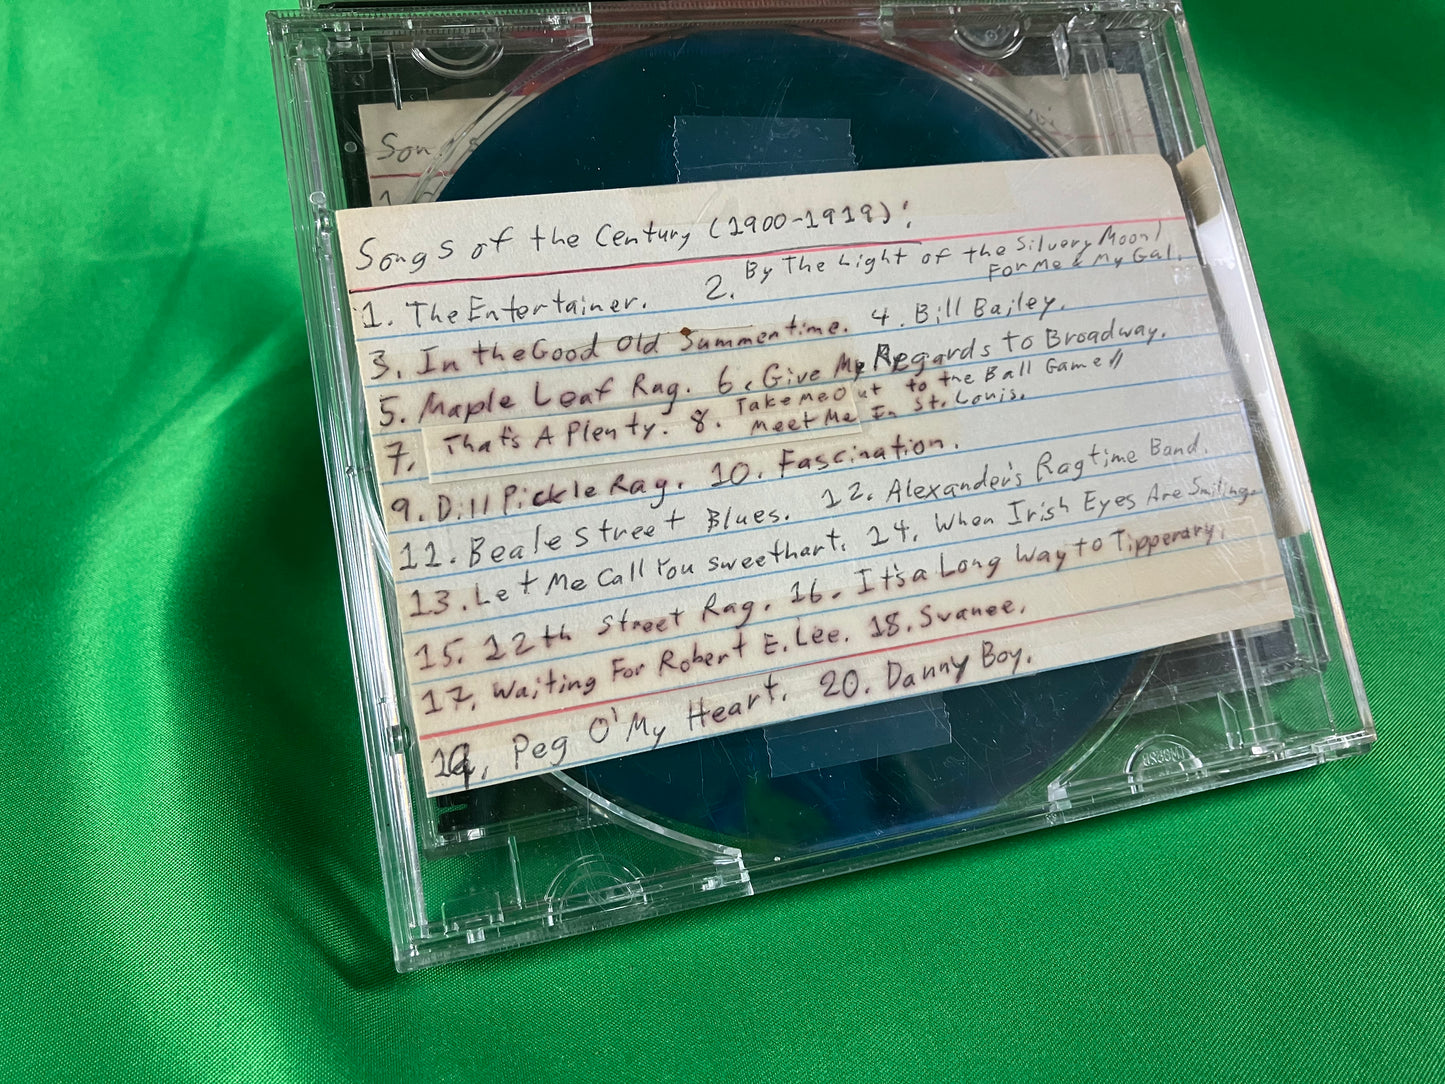 Songs
Songs of the Century (1900-1919):
1. The Entertainer. 2. By The Light of the Silvery Moon/
For Me & My Gal.
3. In the Good Old Summentime. 4. Bill Bailey.
5. Maple Leaf Rag. 6. Give My Regards to Broadway.
7. That's A Plenty. 8. Take me Out to the Ball Game//
Meet Me In St. Louis.
9. Dill Pickle Rag. 10. Fascination.
11. Beale Street Blues. 12. Alexander's Ragtime Band.
13. Let Me Call You sweethart. 14. When Irish Eyes Are Smiling.
15. 12th Street Rag. 16. It's a Long Way to Tipperary.
17. Waiting For Robert E. Lee. 18. Svanee.
19. Peg O' My Heart. 20. Danny Boy.